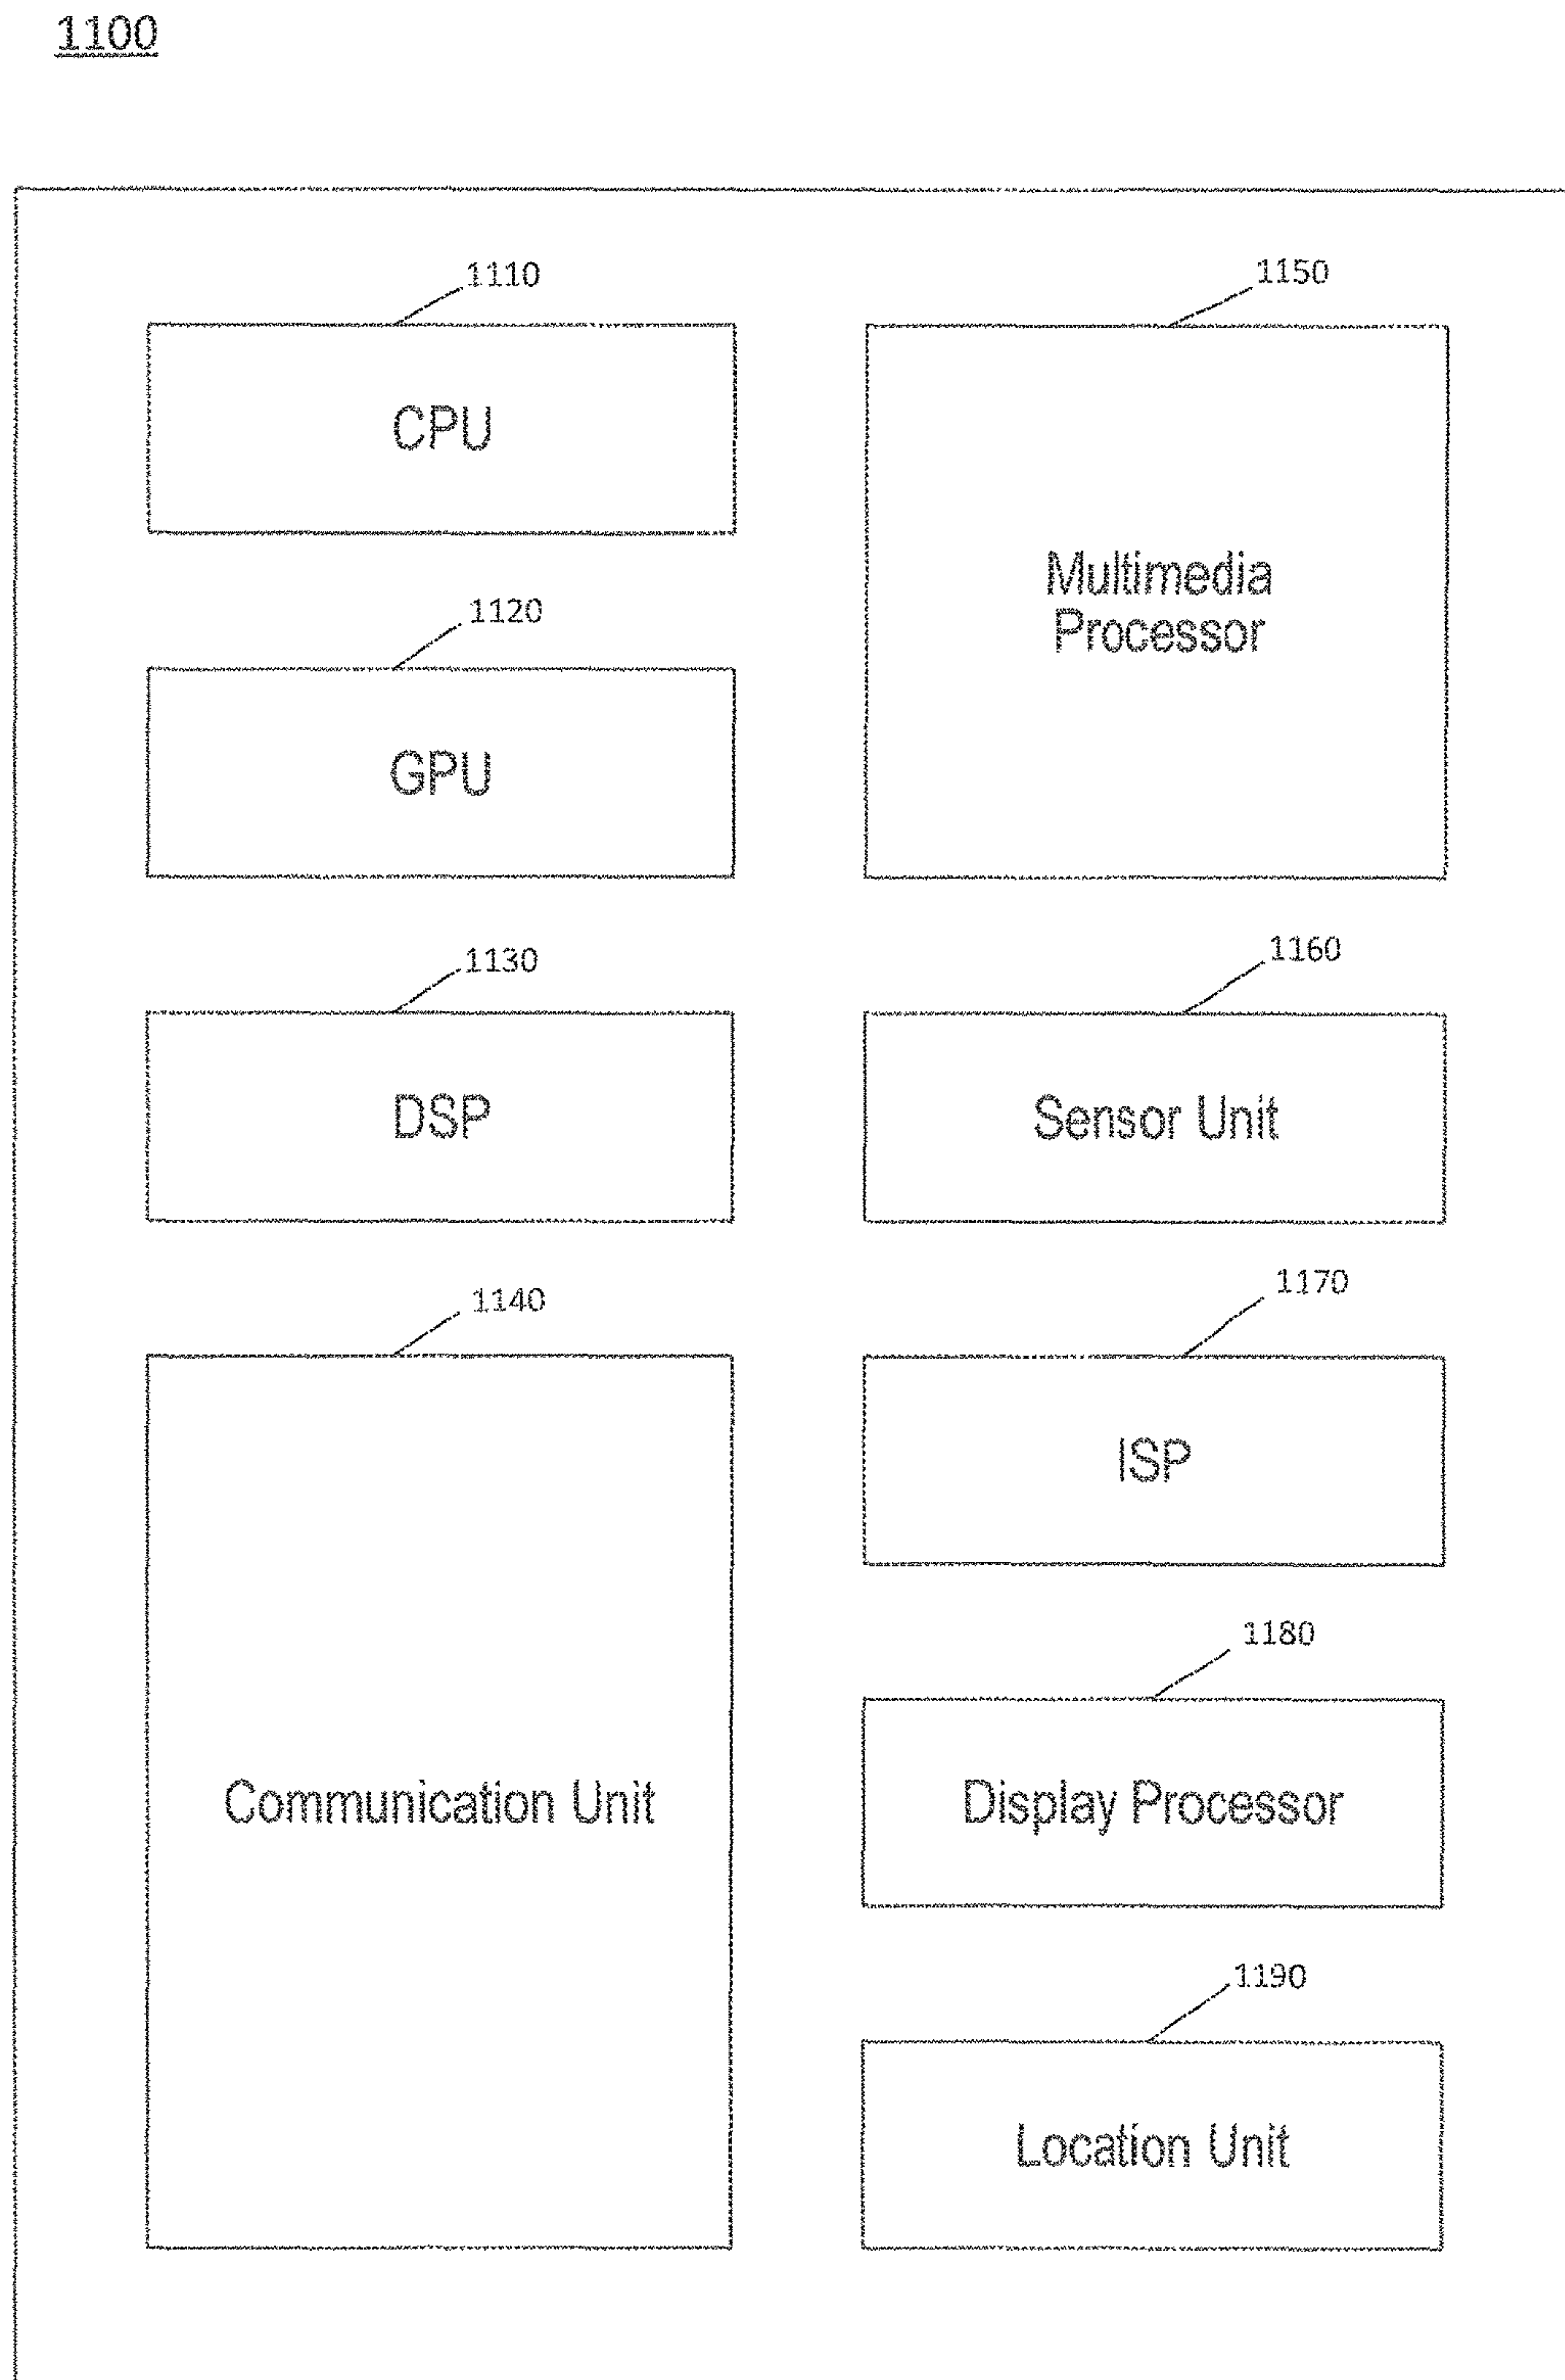 1100
1110
CPU
1120
GPU
1130
DSP
1140
Communication Unit
1150
Multimedia
Processor
1160
Sensor Unit
1170
ISP
1180
Display Processor
1190
Location Unit